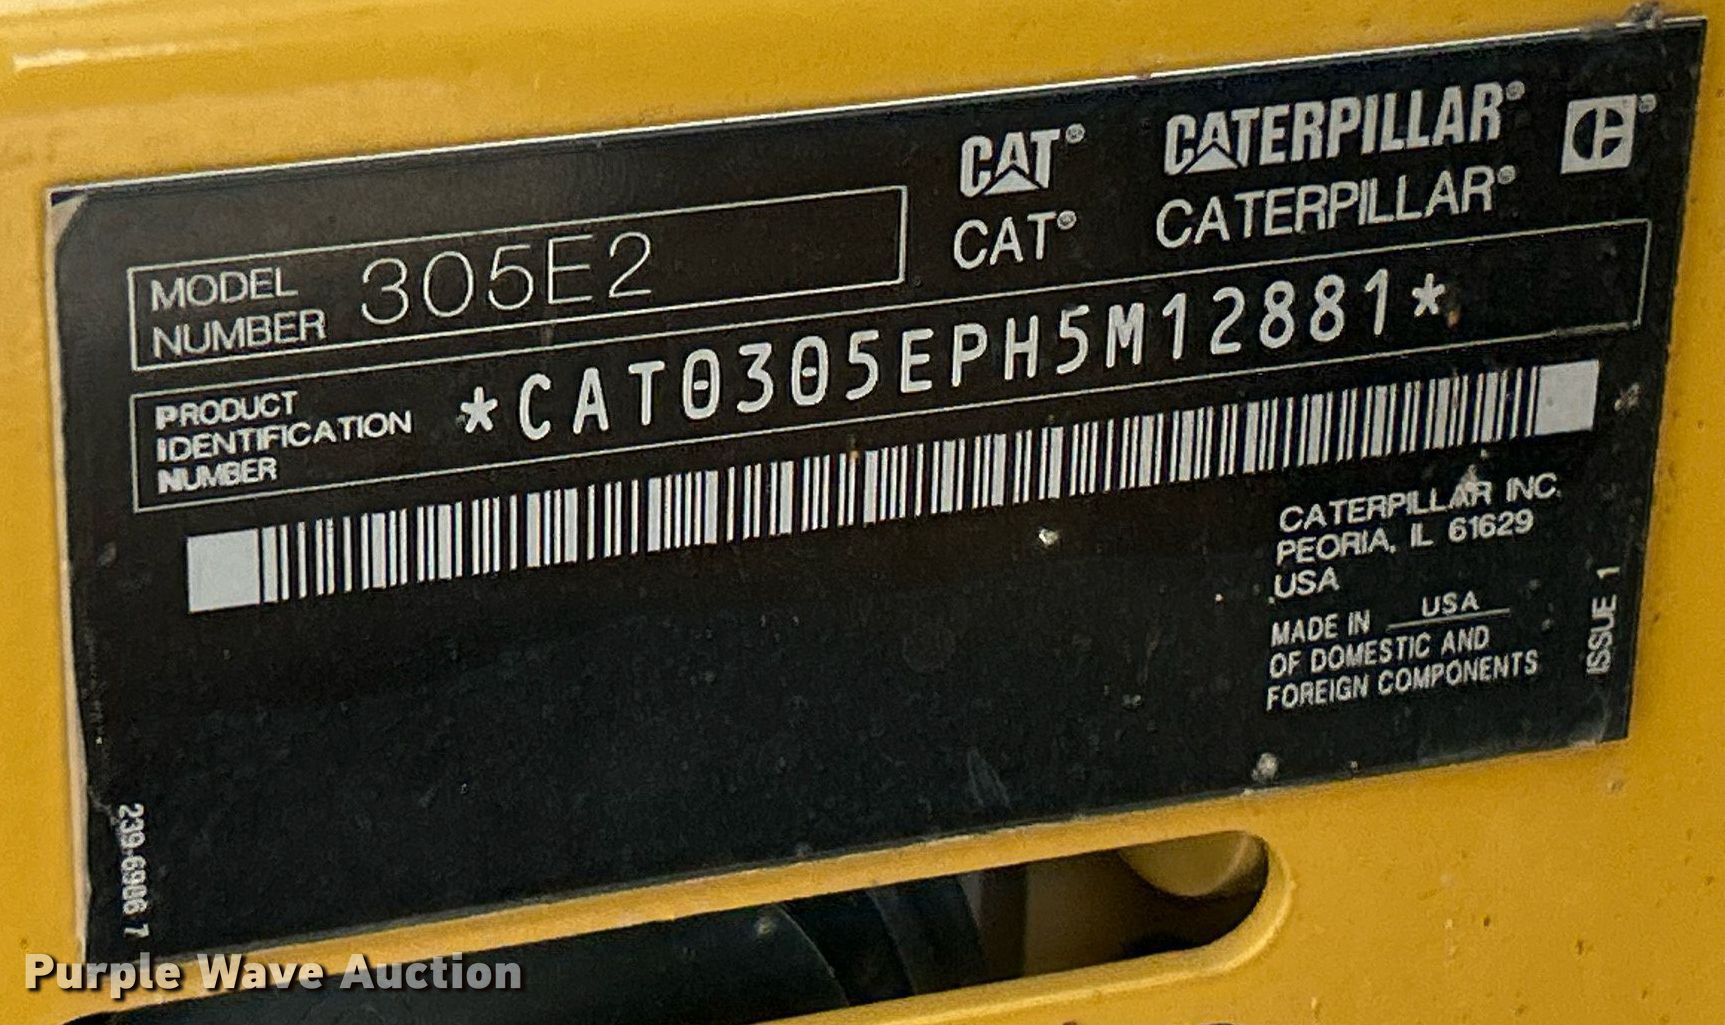 CAT® CATERPILLAR®
CAT® CATERPILLAR®
MODEL
NUMBER 305E2
PRODUCT
IDENTIFICATION
NUMBER
*CAT0305EPH5M12881*
CATERPILLAR INC.
PEORIA, IL 61629
USA
MADE IN USA
OF DOMESTIC AND
FOREIGN COMPONENTS
ISSUE 1
239-6906 7
Purple Wave Auction